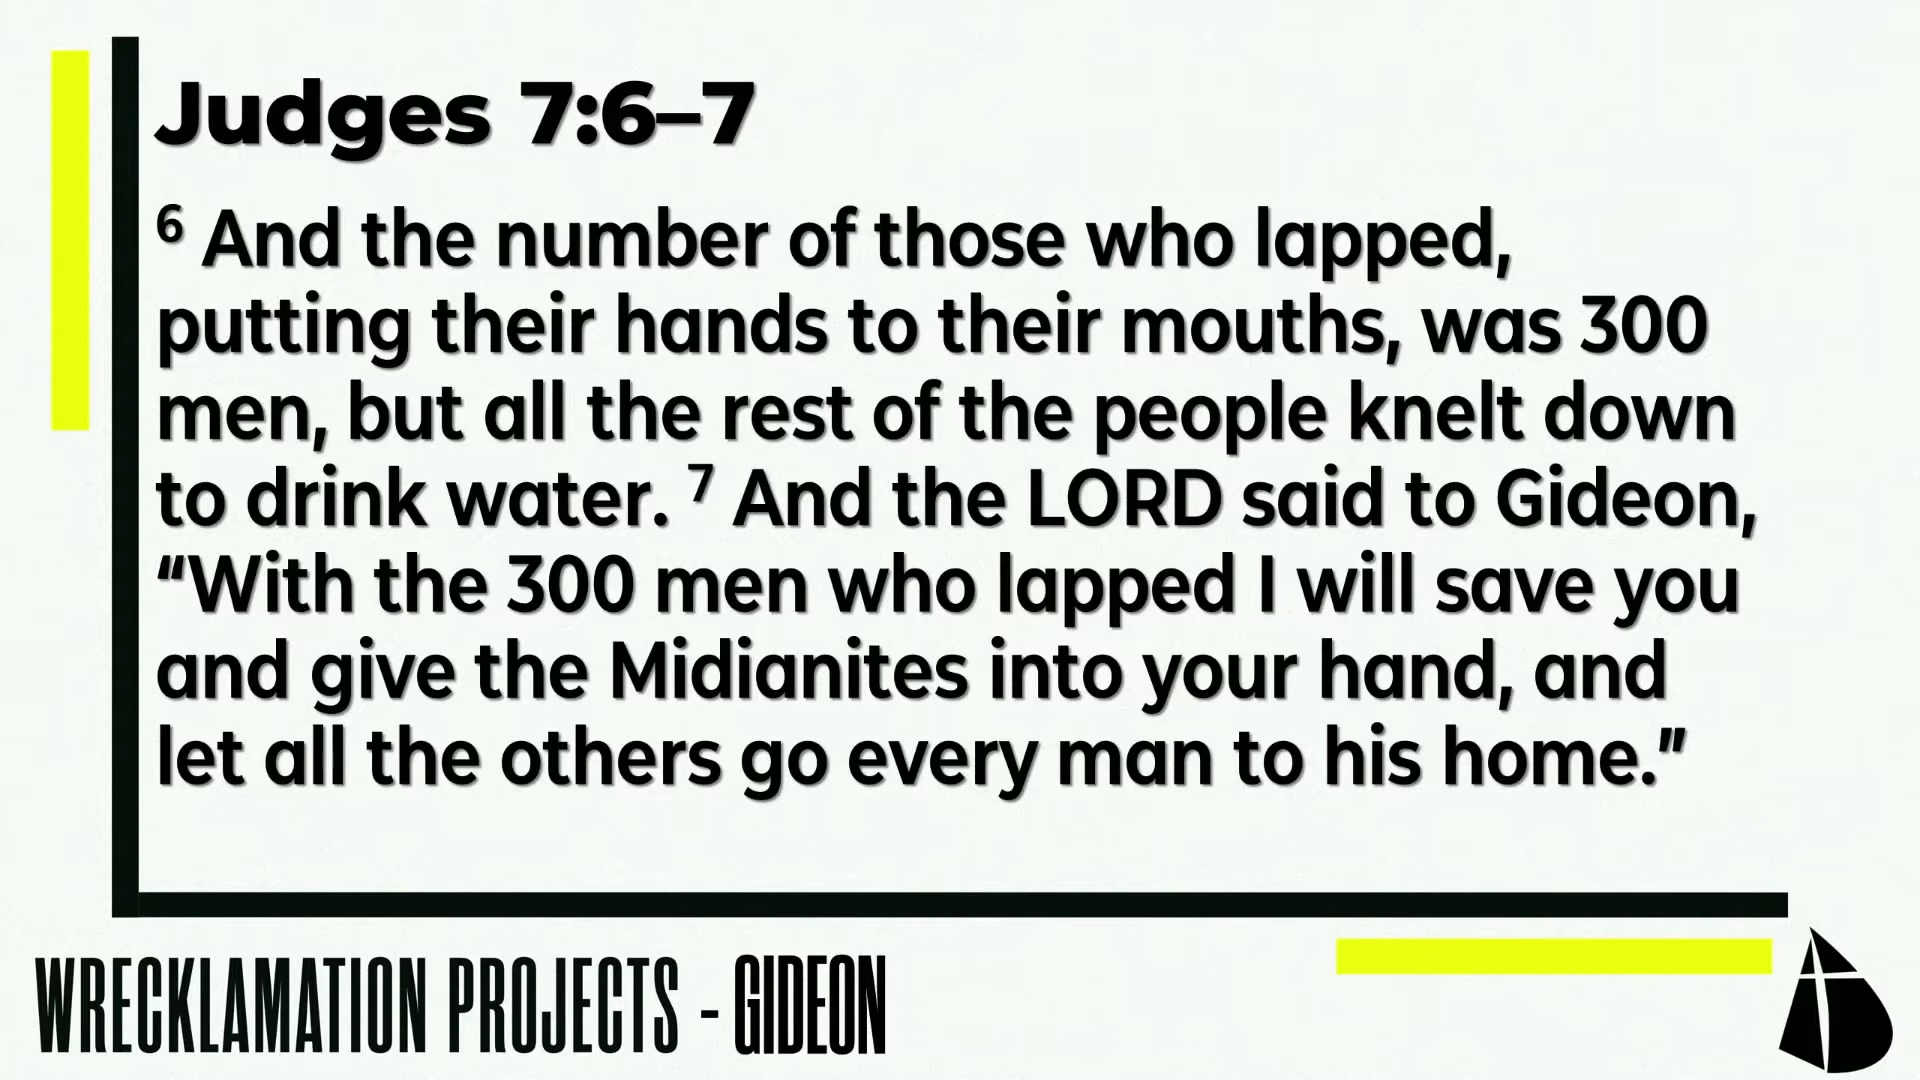 Judges 7:6–7
⁶ And the number of those who lapped,
putting their hands to their mouths, was 300
men, but all the rest of the people knelt down
to drink water. ⁷ And the LORD said to Gideon,
“With the 300 men who lapped I will save you
and give the Midianites into your hand, and
let all the others go every man to his home.”
WRECKLAMATION PROJECTS - GIDEON